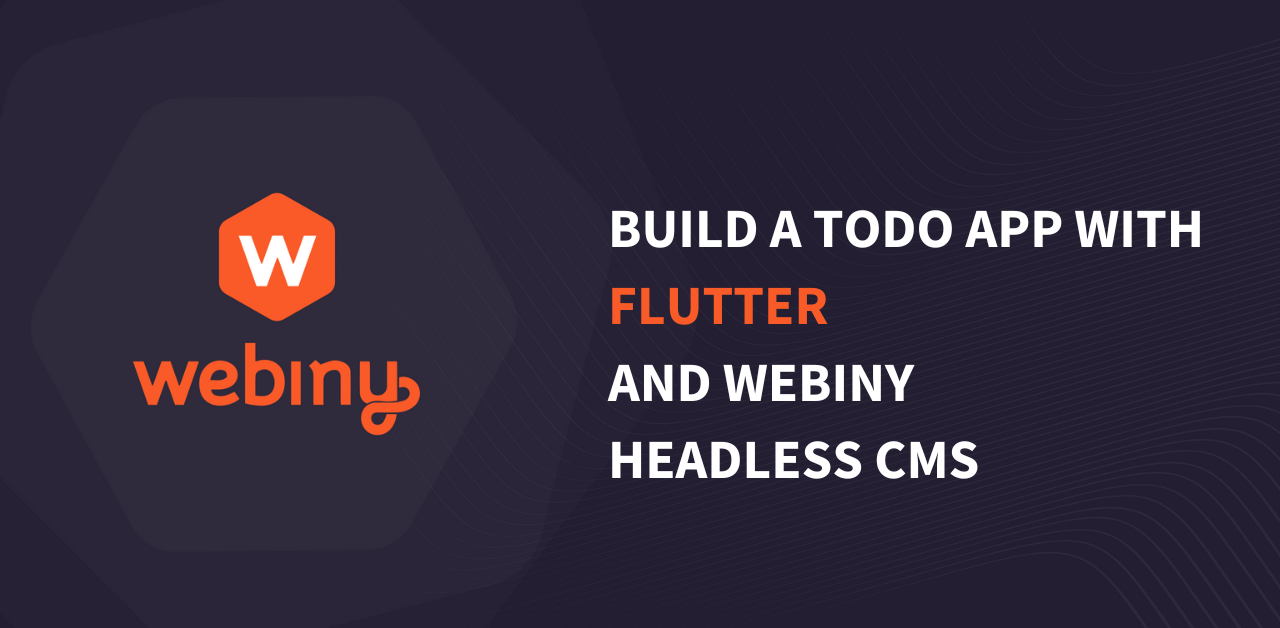 W
webiny
BUILD A TODO APP WITH
FLUTTER
AND WEBINY
HEADLESS CMS